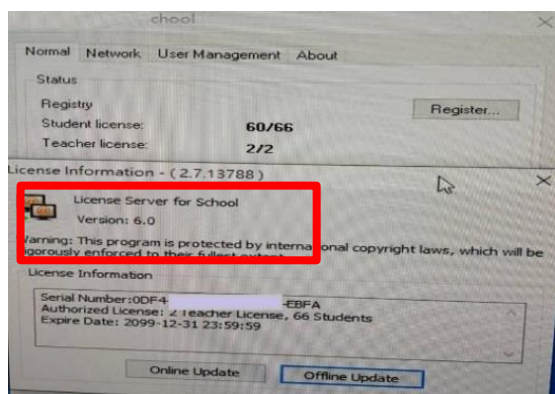 chool
Normal Network User Management About
Status
Registry
Register...
Student license: 60/66
Teacher license: 2/2
License Information - ( 2.7.13788 )
License Server for School
Version: 6.0
Warning: This program is protected by international copyright laws, which will be
rigorously enforced to their fullest extent
License Information
Serial Number:0DF4- -EBFA
Authorized License: 2 Teacher License, 66 Students
Expire Date: 2099-12-31 23:59:59
Online Update Offline Update